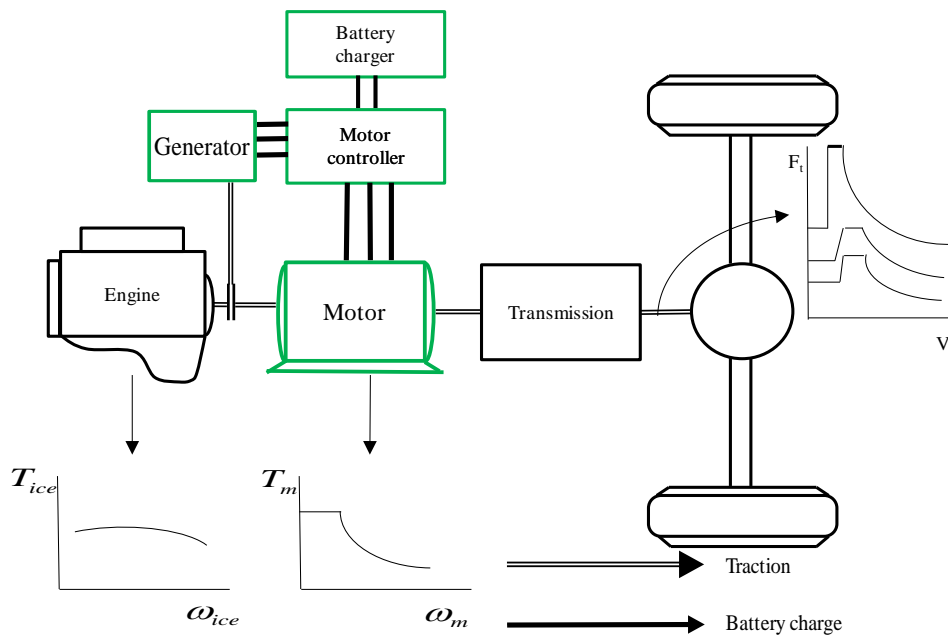 Battery
charger
Generator
Motor
controller
Engine
Motor
Transmission
F_t
V
T_ice
ω_ice
T_m
ω_m
Traction
Battery charge